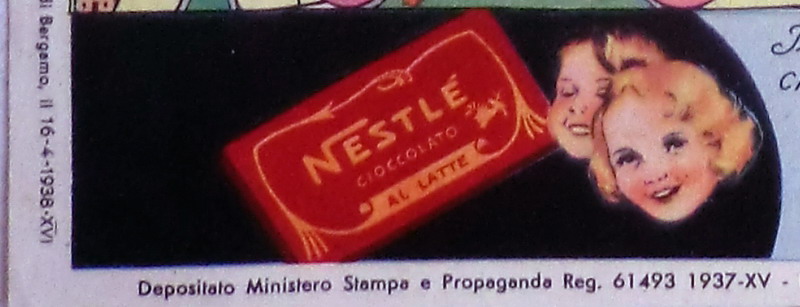 Bergamo, il 16-4-1938-XVI
NESTLÉ
CIOCCOLATO
AL LATTE
Depositato Ministero Stampa e Propaganda Reg. 61493 1937-XV -